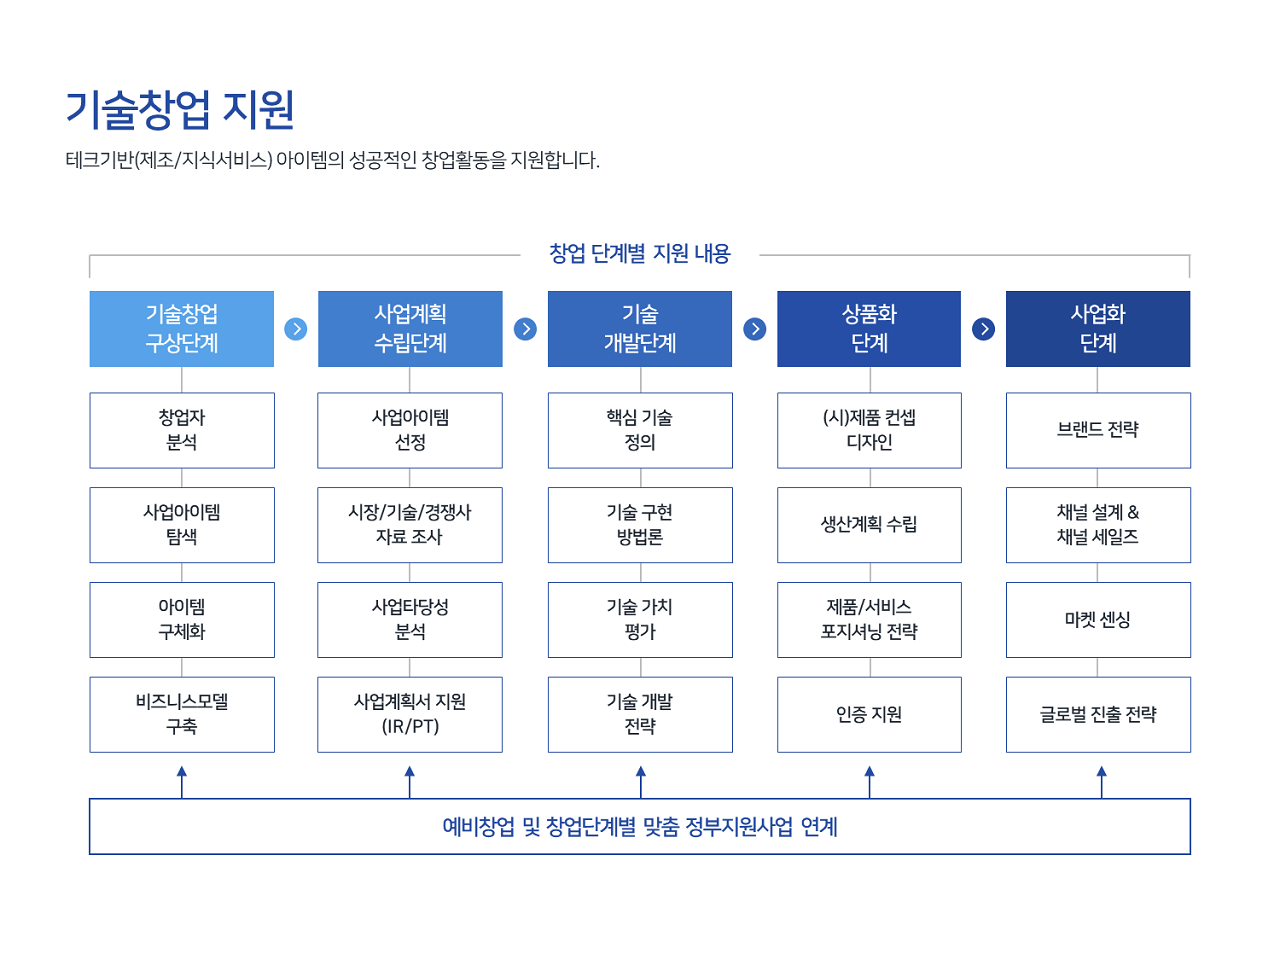 기술창업 지원
테크기반(제조/지식서비스) 아이템의 성공적인 창업활동을 지원합니다.
창업 단계별 지원 내용
기술창업
구상단계
사업계획
수립단계
기술
개발단계
상품화
단계
사업화
단계
창업자
분석
사업아이템
선정
핵심 기술
정의
(시)제품 컨셉
디자인
브랜드 전략
사업아이템
탐색
시장/기술/경쟁사
자료 조사
기술 구현
방법론
생산계획 수립
채널 설계 &
채널 세일즈
아이템
구체화
사업타당성
분석
기술 가치
평가
제품/서비스
포지셔닝 전략
마켓 센싱
비즈니스모델
구축
사업계획서 지원
(IR/PT)
기술 개발
전략
인증 지원
글로벌 진출 전략
예비창업 및 창업단계별 맞춤 정부지원사업 연계